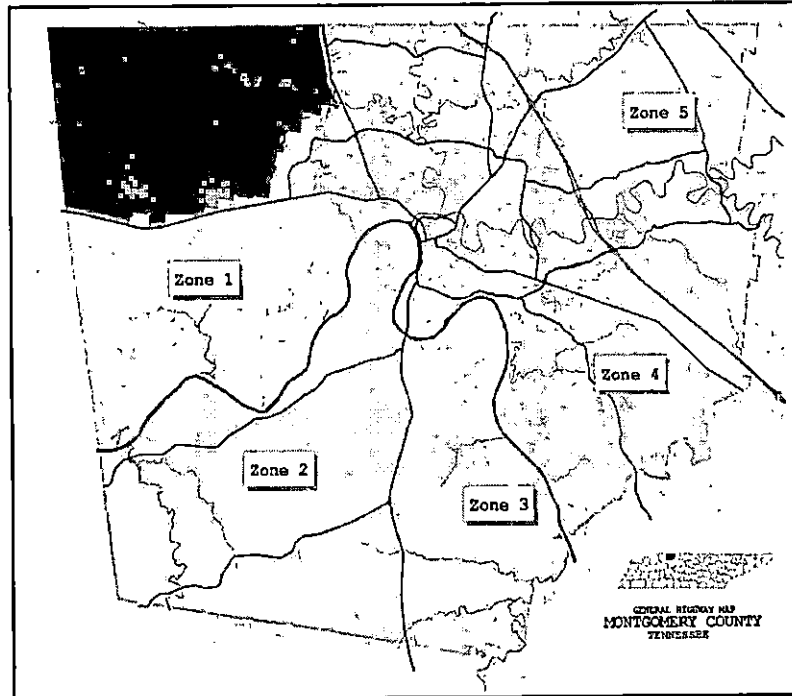 Zone 5
Zone 1
Zone 4
Zone 2
Zone 3
GENERAL HIGHWAY MAP
MONTGOMERY COUNTY
TENNESSEE